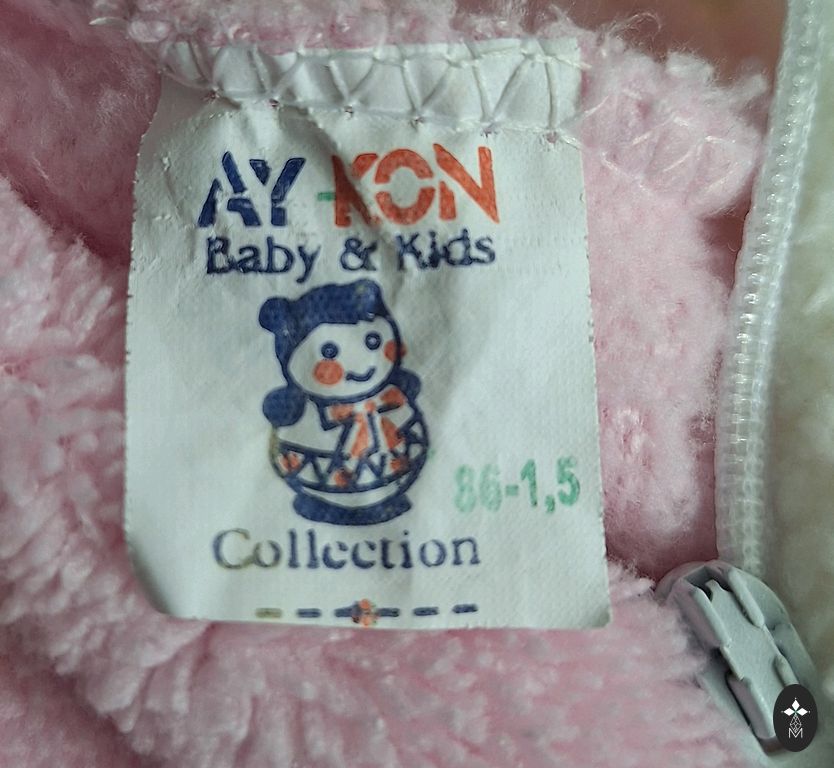 AY-KON
Baby & Kids
86-1,5
Collection
M